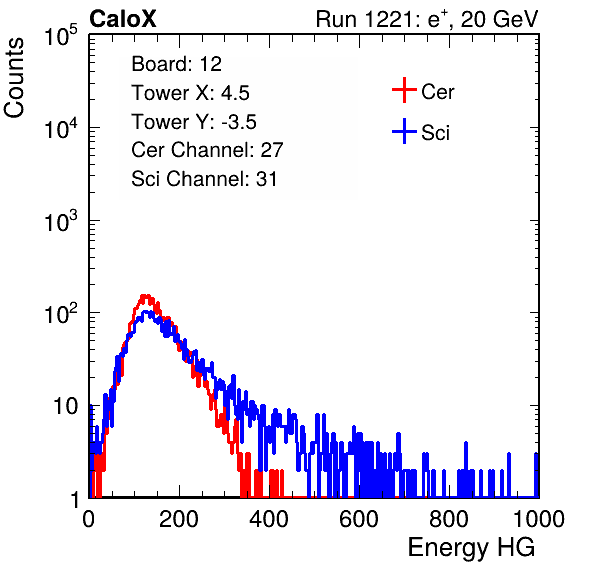 CaloX Run 1221: e⁺, 20 GeV
Counts
Board: 12
Tower X: 4.5
Tower Y: -3.5
Cer Channel: 27
Sci Channel: 31
Cer
Sci
10⁵
10⁴
10³
10²
10
1
0 200 400 600 800 1000
Energy HG